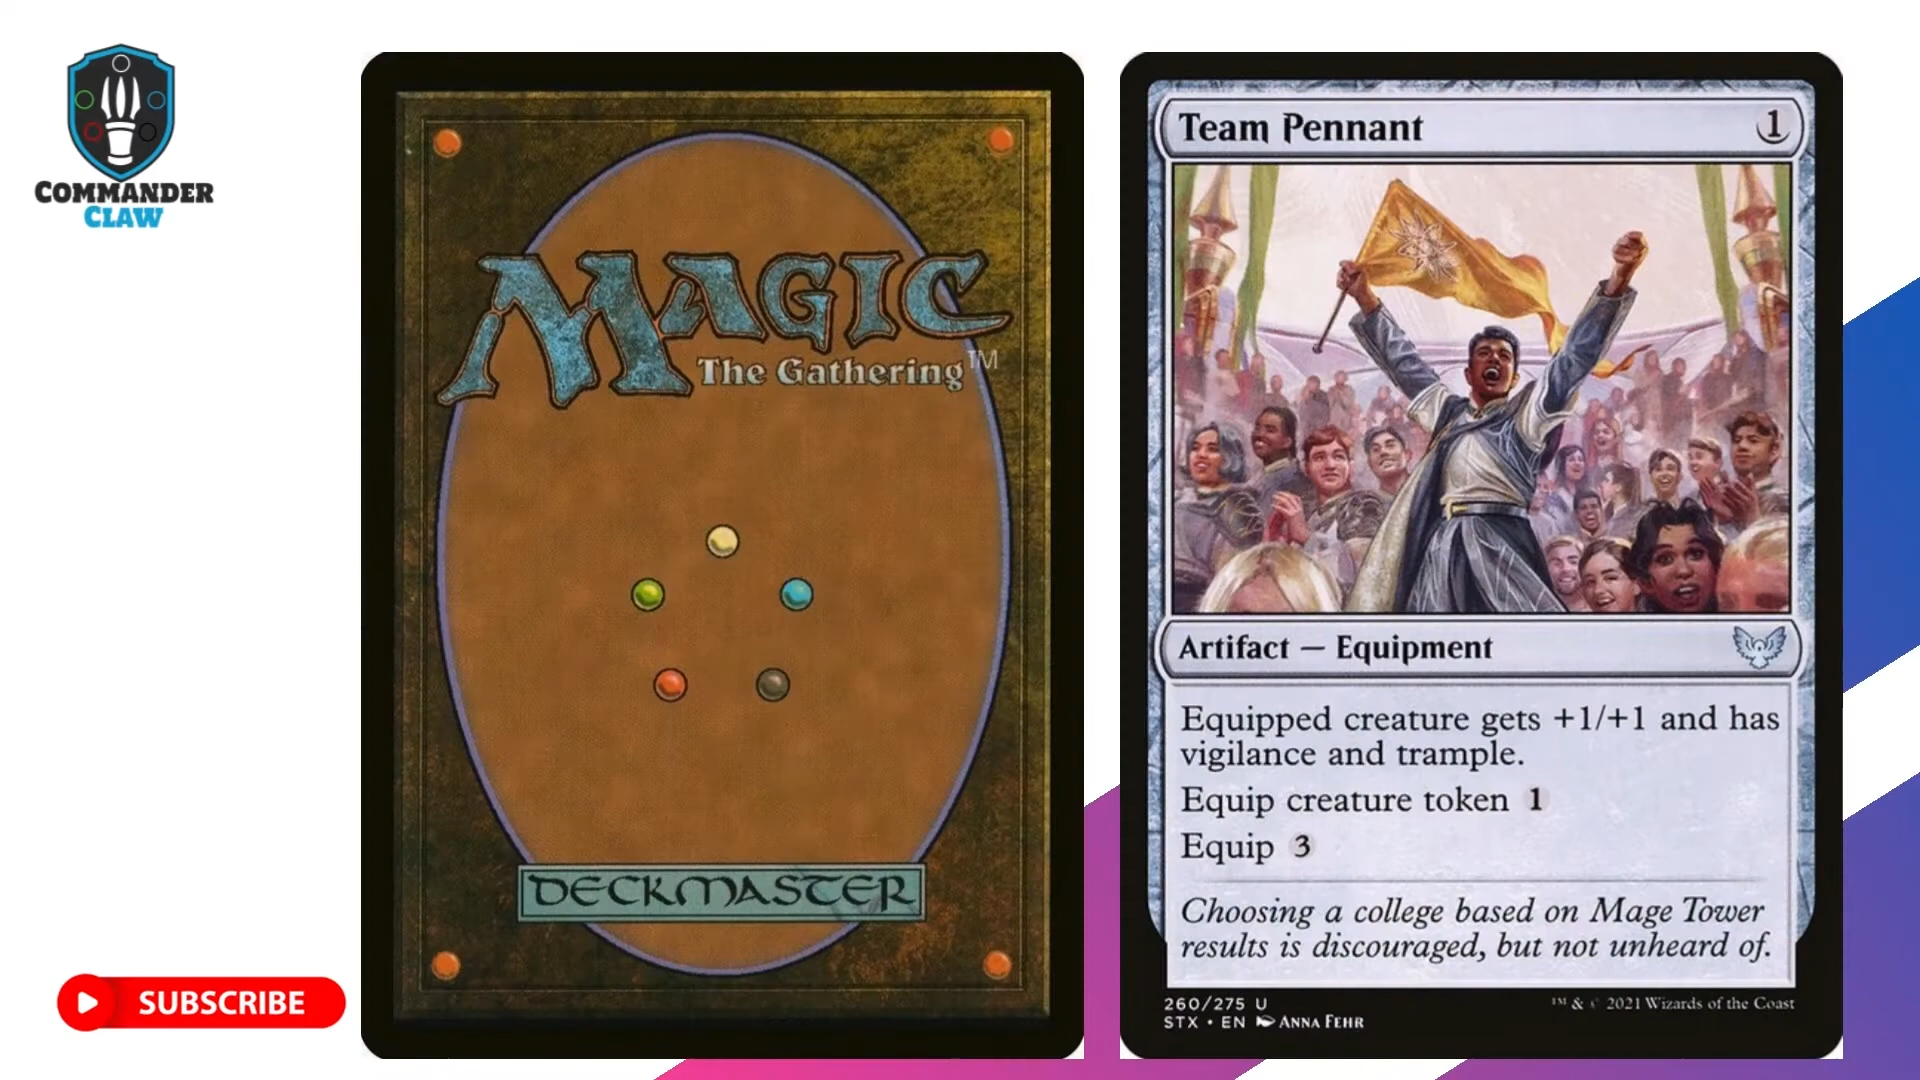 COMMANDER
CLAW
SUBSCRIBE
MAGIC
The Gathering™
DECKMASTER
Team Pennant 1
Artifact — Equipment
Equipped creature gets +1/+1 and has
vigilance and trample.
Equip creature token 1
Equip 3
Choosing a college based on Mage Tower
results is discouraged, but not unheard of.
260/275 U
STX • EN ANNA FEHR
™ & © 2021 Wizards of the Coast